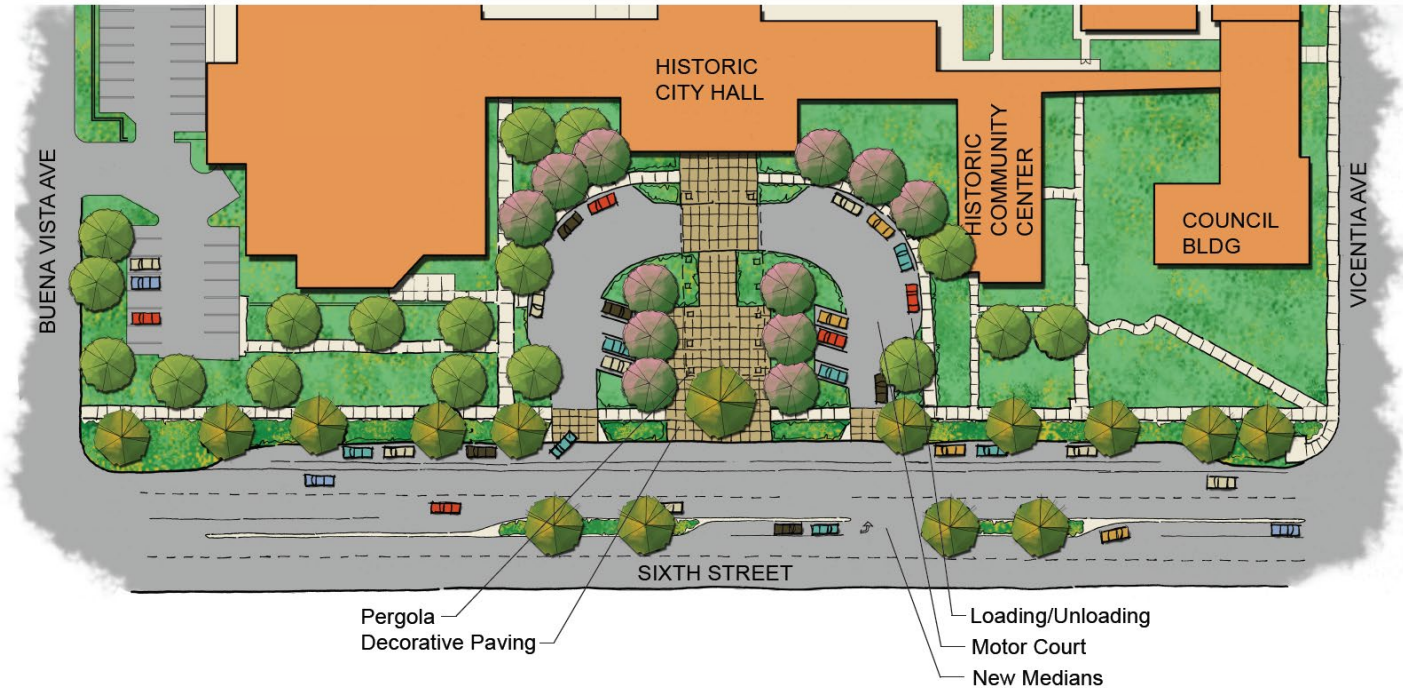 HISTORIC
CITY HALL
HISTORIC
COMMUNITY
CENTER
COUNCIL
BLDG
BUENA VISTA AVE
VICENTIA AVE
SIXTH STREET
Pergola
Decorative Paving
Loading/Unloading
Motor Court
New Medians